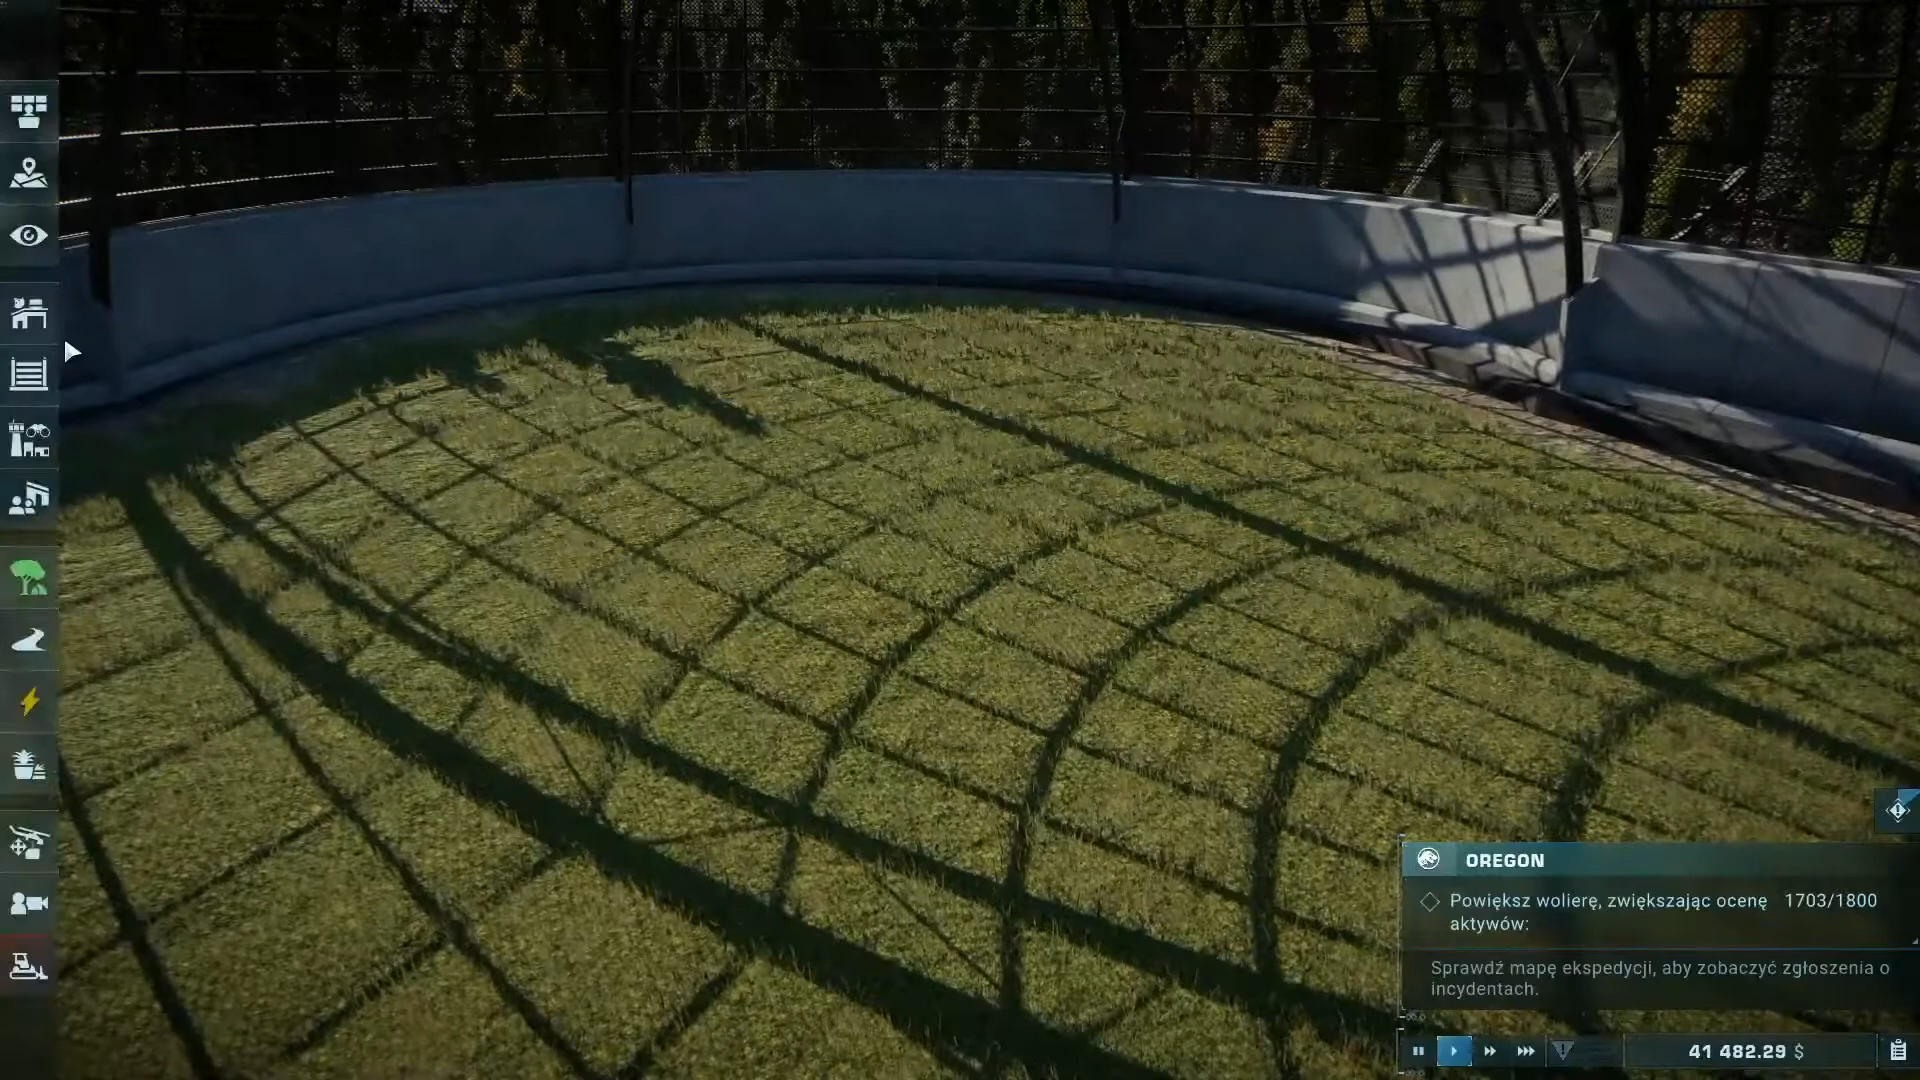 OREGON
Powiększ wolierę, zwiększając ocenę 1703/1800
aktywów:
Sprawdź mapę ekspedycji, aby zobaczyć zgłoszenia o
incydentach.
41 482.29 $